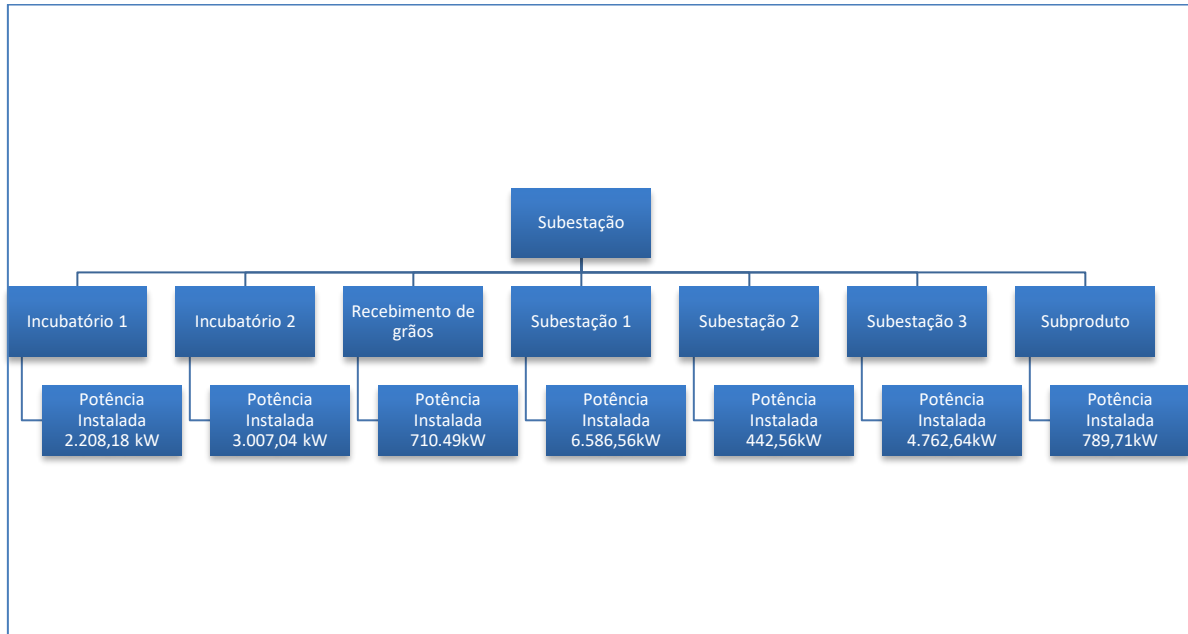 Subestação
Incubatório 1
Incubatório 2
Recebimento de
grãos
Subestação 1
Subestação 2
Subestação 3
Subproduto
Potência
Instalada
2.208,18 kW
Potência
Instalada
3.007,04 kW
Potência
Instalada
710.49kW
Potência
Instalada
6.586,56kW
Potência
Instalada
442,56kW
Potência
Instalada
4.762,64kW
Potência
Instalada
789,71kW